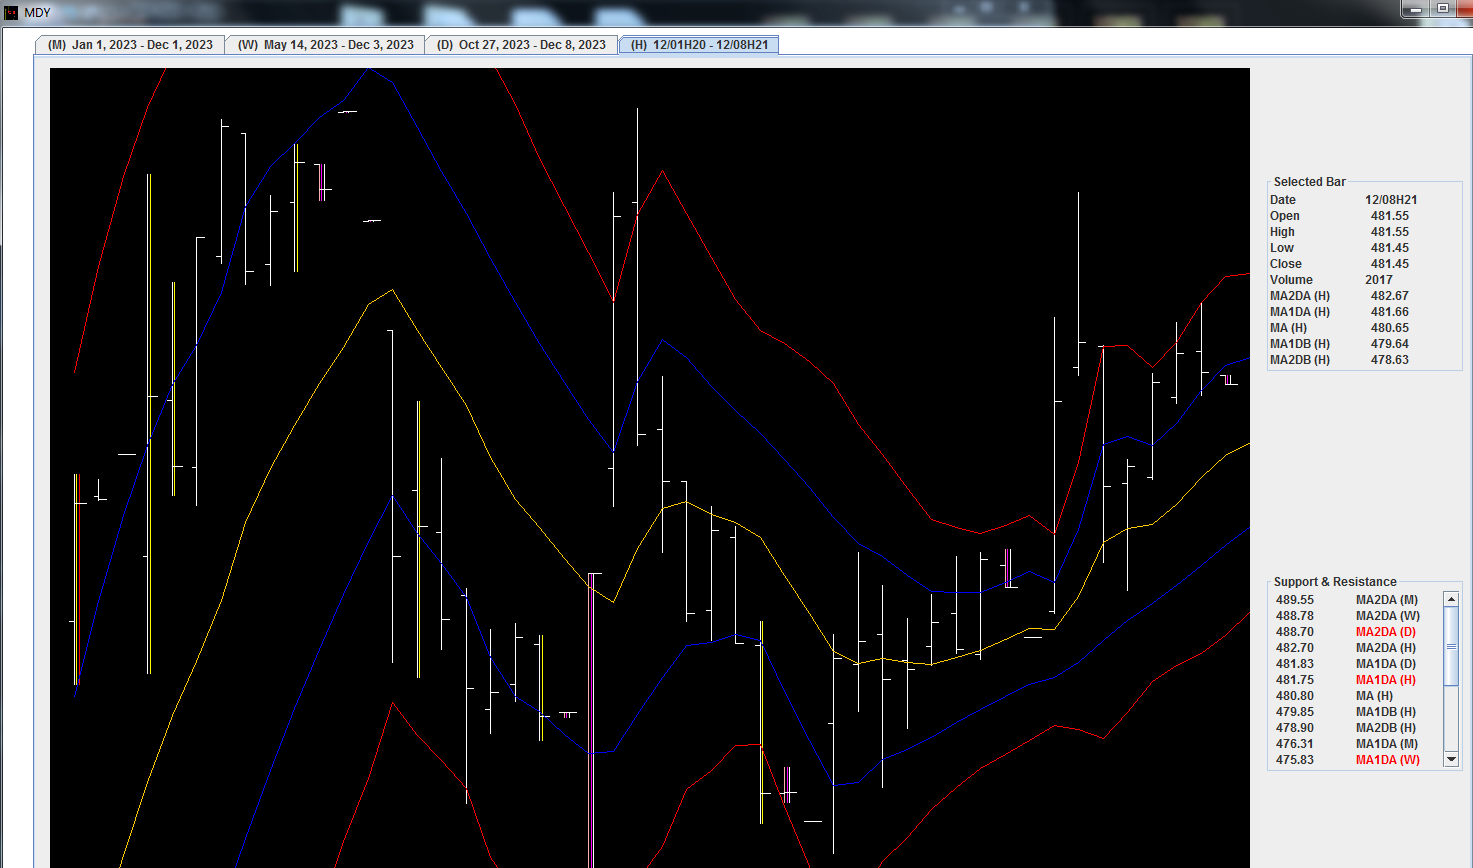 MDY
(M) Jan 1, 2023 - Dec 1, 2023 (W) May 14, 2023 - Dec 3, 2023 (D) Oct 27, 2023 - Dec 8, 2023 (H) 12/01H20 - 12/08H21
Selected Bar
Date 12/08H21
Open 481.55
High 481.55
Low 481.45
Close 481.45
Volume 2017
MA2DA (H) 482.67
MA1DA (H) 481.66
MA (H) 480.65
MA1DB (H) 479.64
MA2DB (H) 478.63
Support & Resistance
489.55 MA2DA (M)
488.78 MA2DA (W)
488.70 MA2DA (D)
482.70 MA2DA (H)
481.83 MA1DA (D)
481.75 MA1DA (H)
480.80 MA (H)
479.85 MA1DB (H)
478.90 MA2DB (H)
476.31 MA1DA (M)
475.83 MA1DA (W)